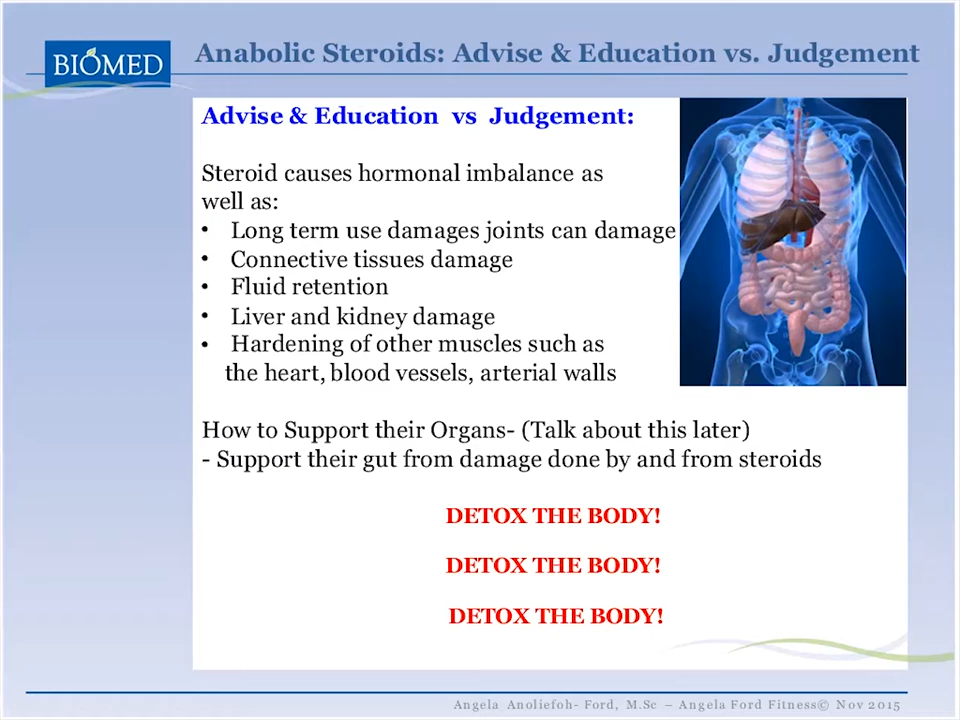 BIOMED
Anabolic Steroids: Advise & Education vs. Judgement
Advise & Education vs Judgement:
Steroid causes hormonal imbalance as
well as:
• Long term use damages joints can damage
• Connective tissues damage
• Fluid retention
• Liver and kidney damage
• Hardening of other muscles such as
the heart, blood vessels, arterial walls
How to Support their Organs- (Talk about this later)
- Support their gut from damage done by and from steroids
DETOX THE BODY!
DETOX THE BODY!
DETOX THE BODY!
Angela Anoliefoh- Ford, M.Sc – Angela Ford Fitness© Nov 2015